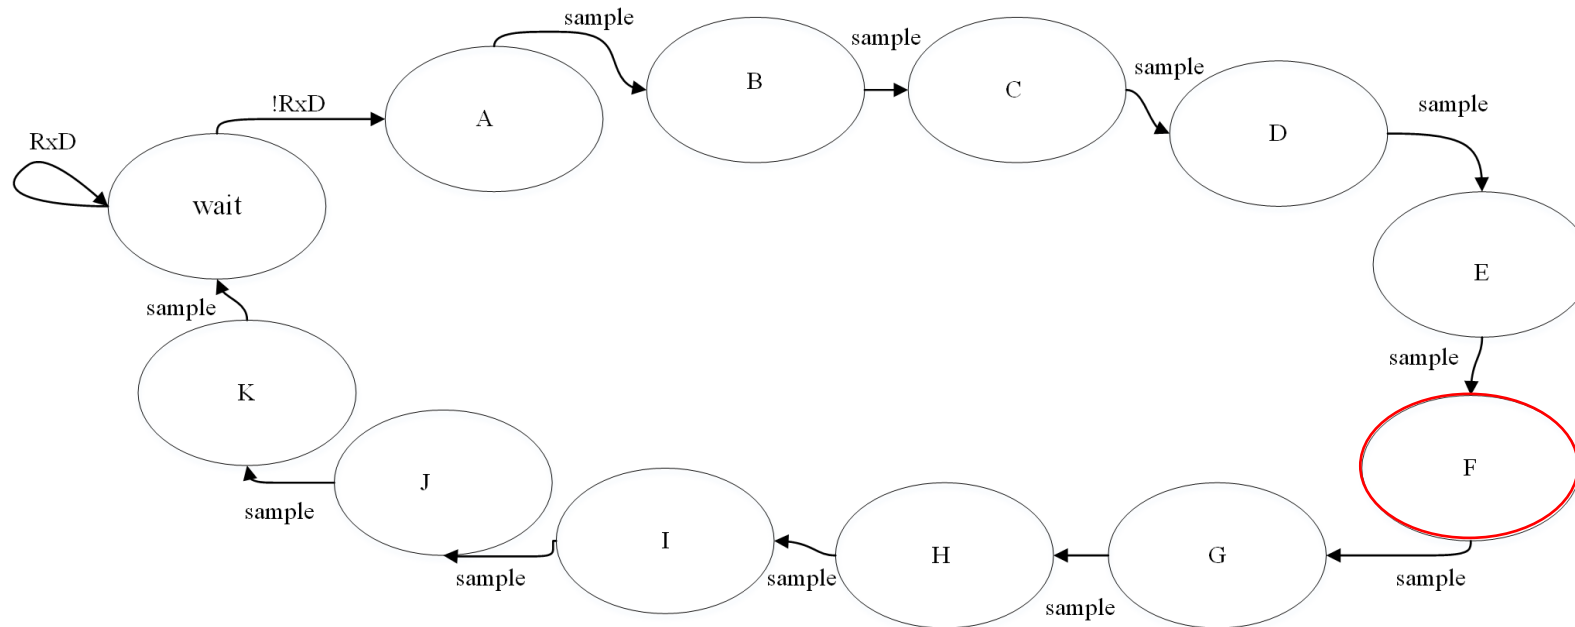 sample
sample
B
C
sample
!RxD
A
sample
D
RxD
wait
E
sample
sample
K
F
J
sample
I
H
G
sample
sample
sample
sample